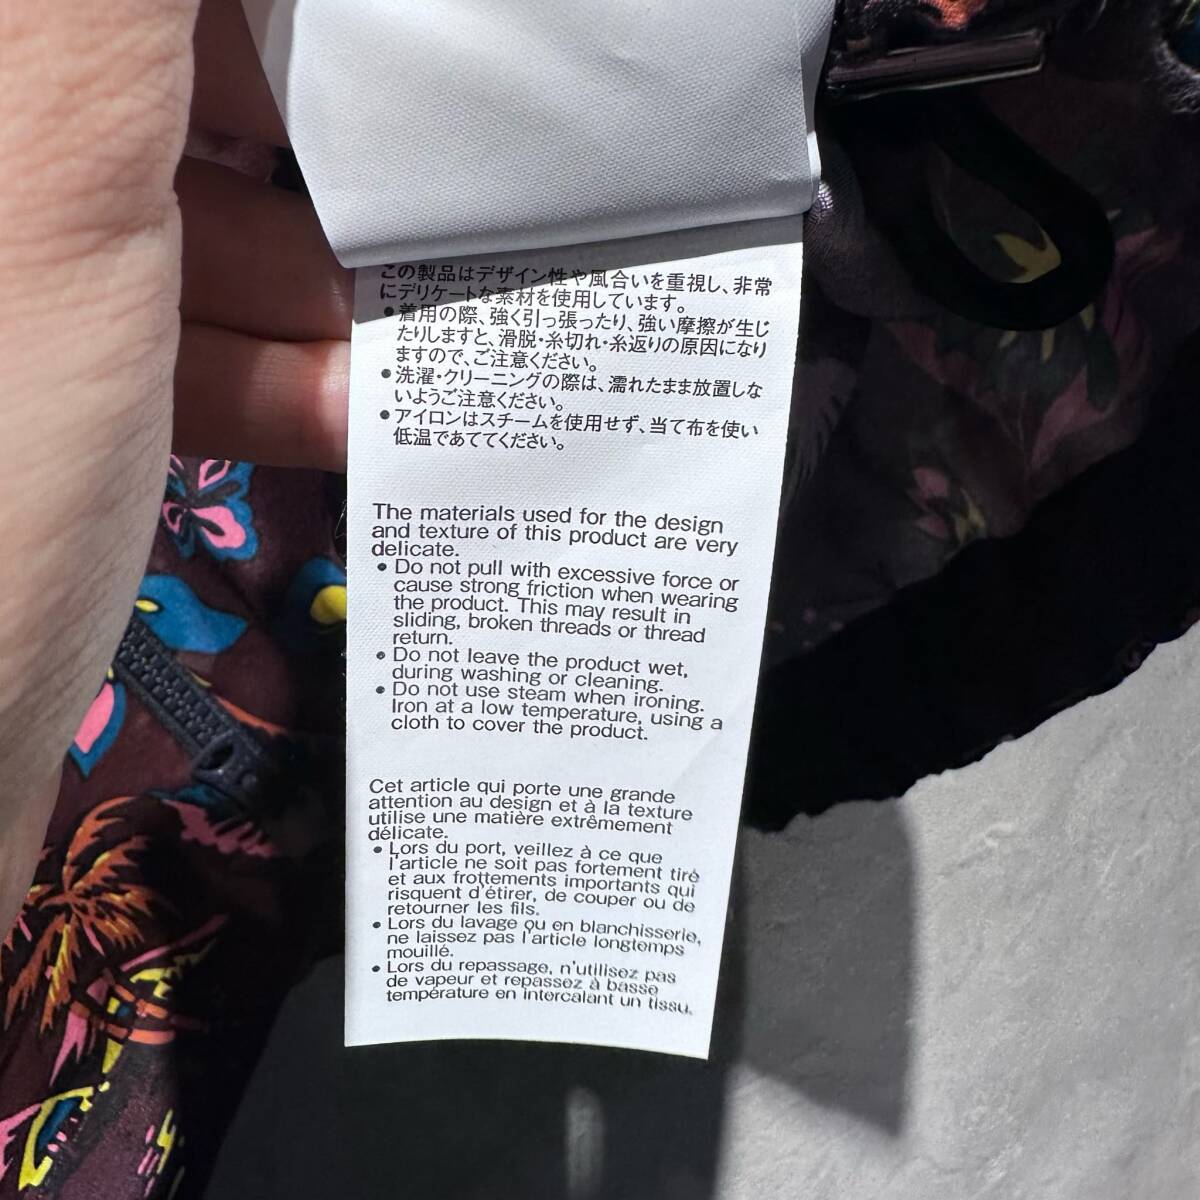 この製品はデザイン性や風合いを重視し、非常
にデリケートな素材を使用しています。
●着用の際、強く引っ張ったり、強い摩擦が生じ
たりしますと、滑脱・糸切れ・糸返りの原因になり
ますので、ご注意ください。
●洗濯・クリーニングの際は、濡れたまま放置しな
いようご注意ください。
●アイロンはスチームを使用せず、当て布を使い
低温であててください。
The materials used for the design
and texture of this product are very
delicate.
● Do not pull with excessive force or
cause strong friction when wearing
the product. This may result in
sliding, broken threads or thread
return.
● Do not leave the product wet,
during washing or cleaning.
● Do not use steam when ironing.
Iron at a low temperature, using a
cloth to cover the product.
Cet article qui porte une grande
attention au design et à la texture
utilise une matière extrêmement
délicate.
● Lors du port, veillez à ce que
l'article ne soit pas fortement tiré
et aux frottements importants qui
risquent d'étirer, de couper ou de
retourner les fils.
● Lors du lavage ou en blanchisserie,
ne laissez pas l'article longtemps
mouillé.
● Lors du repassage, n'utilisez pas
de vapeur et repassez à basse
température en intercalant un tissu.